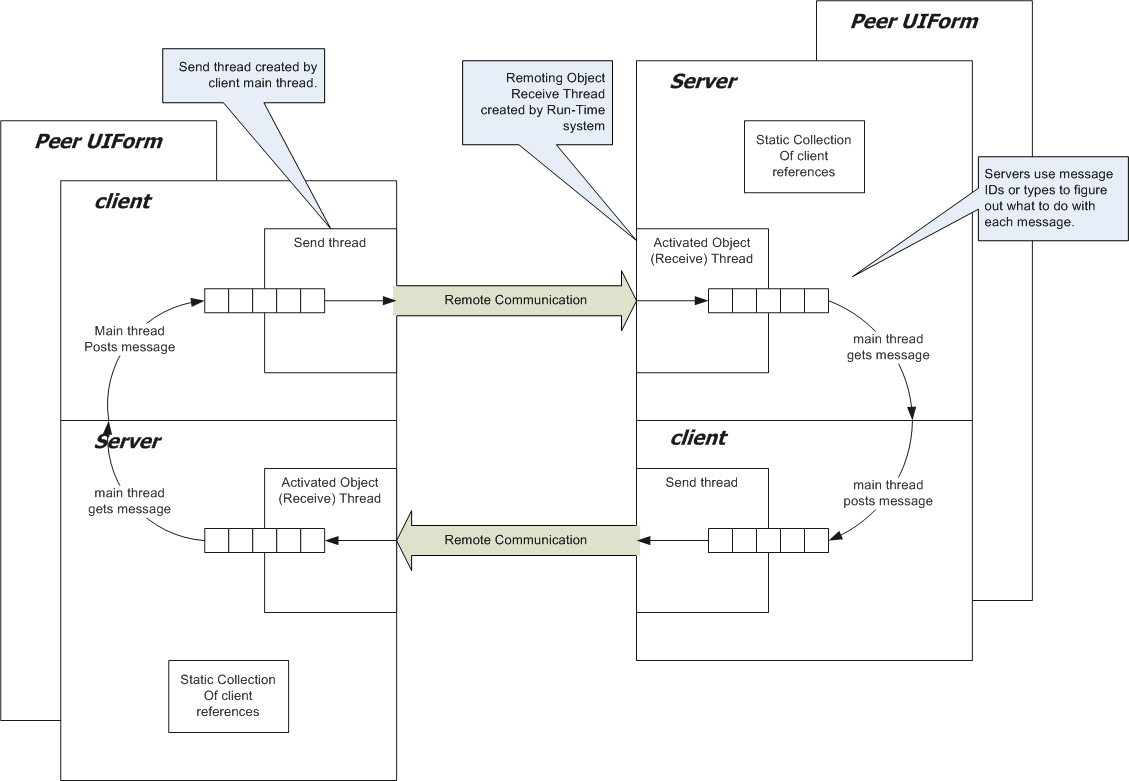 Peer UIForm
Server
Send thread created by
client main thread.
Remoting Object
Receive Thread
created by Run-Time
system
Static Collection
Of client
references
Peer UIForm
client
Servers use message
IDs or types to figure
out what to do with
each message.
Send thread
Activated Object
(Receive) Thread
Remote Communication
Main thread
Posts message
main thread
gets message
Server
client
Activated Object
(Receive) Thread
Send thread
main thread
gets message
main thread
posts message
Remote Communication
Static Collection
Of client
references